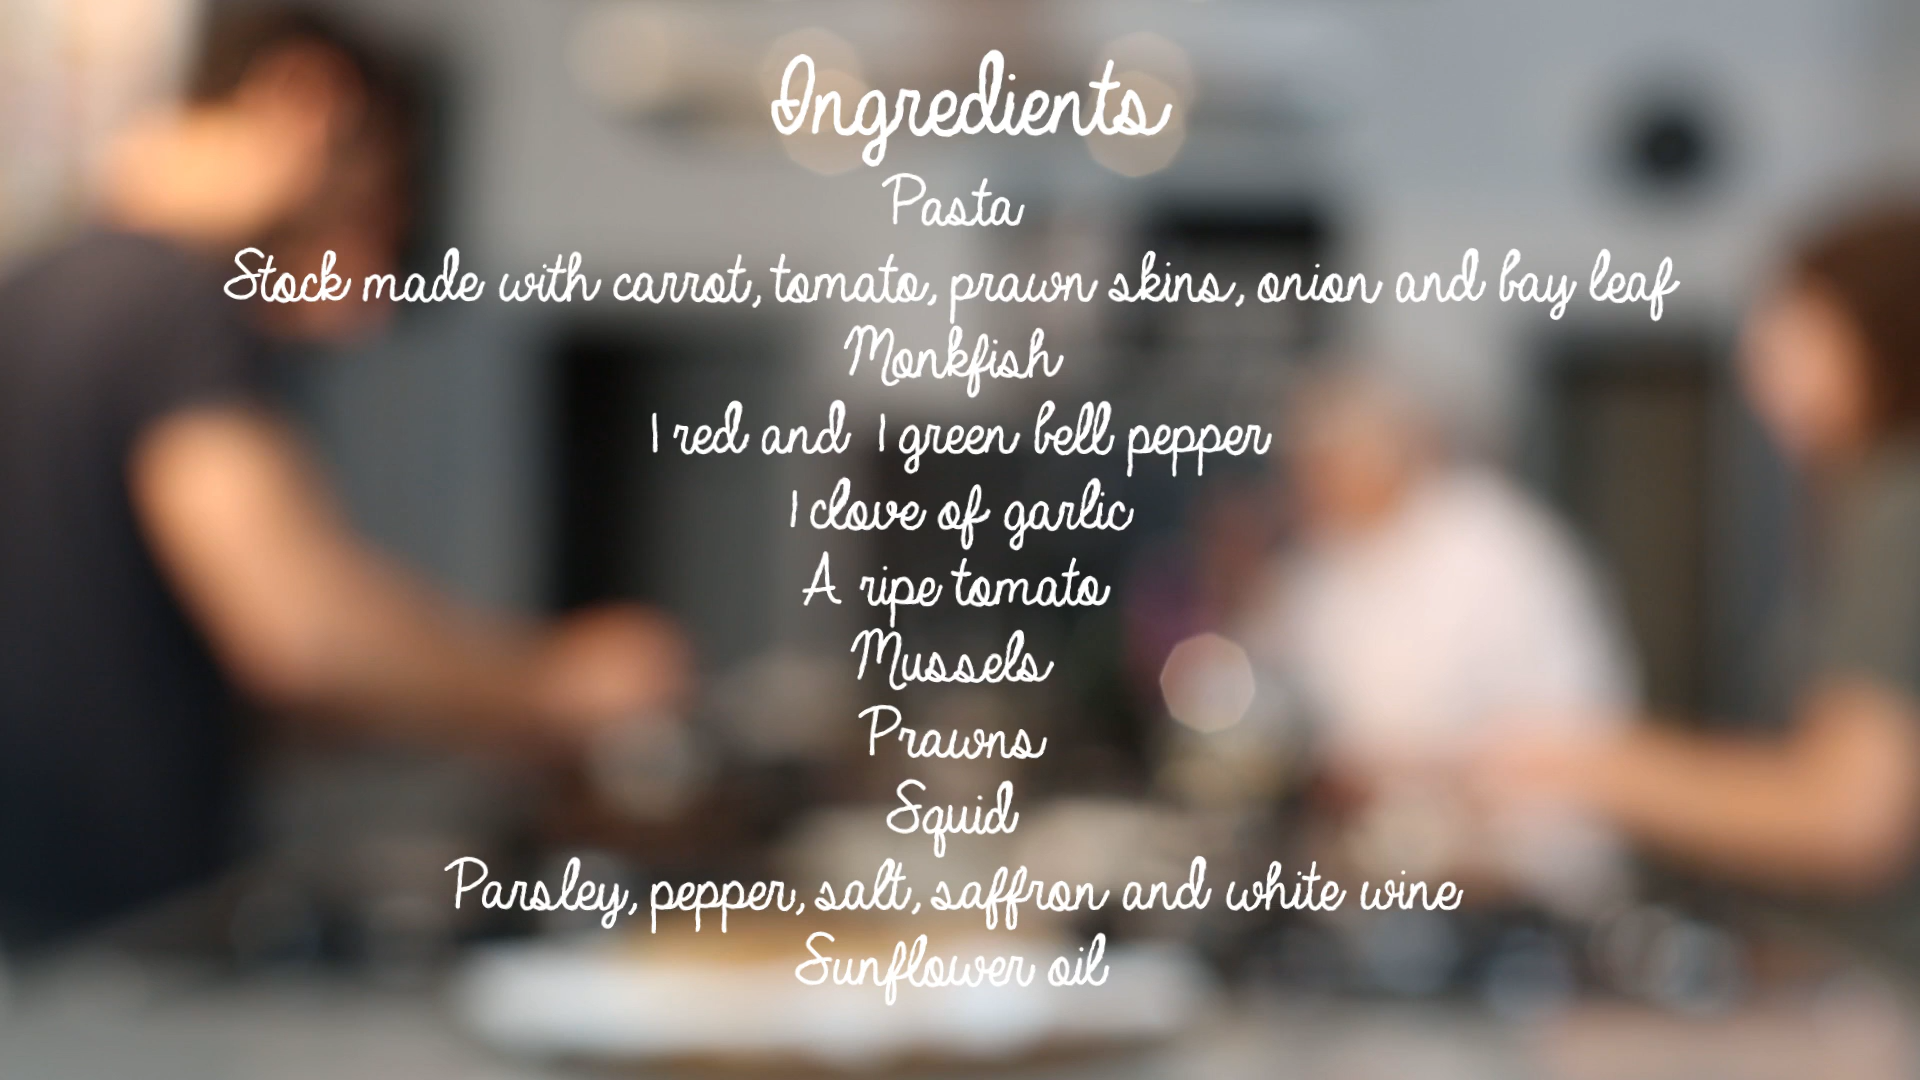 Ingredients
Pasta
Stock made with carrot, tomato, prawn skins, onion and bay leaf
Monkfish
1 red and 1 green bell pepper
1 clove of garlic
A ripe tomato
Mussels
Prawns
Squid
Parsley, pepper, salt, saffron and white wine
Sunflower oil